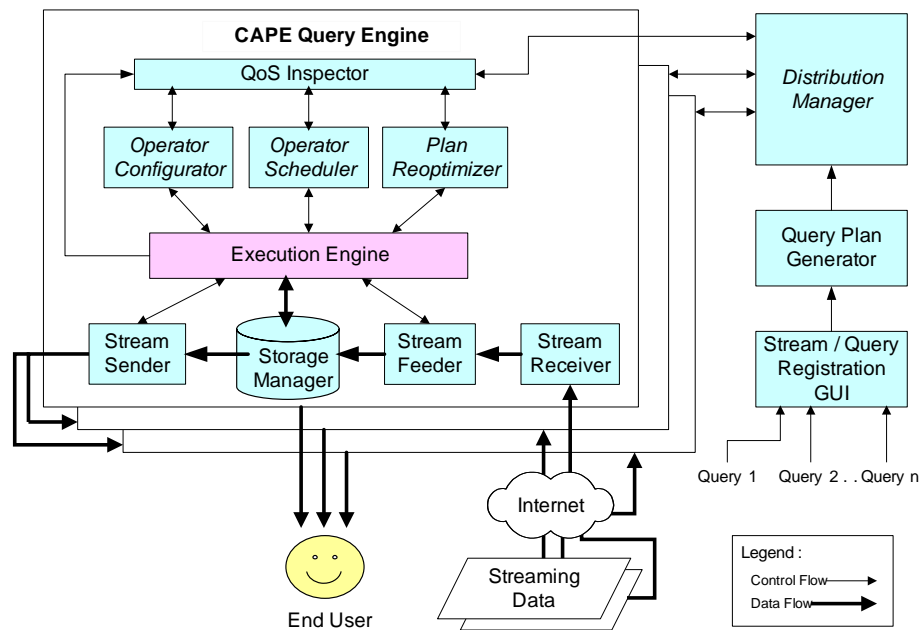 CAPE Query Engine
QoS Inspector
Distribution
Manager
Operator
Configurator
Operator
Scheduler
Plan
Reoptimizer
Execution Engine
Query Plan
Generator
Stream
Sender
Storage
Manager
Stream
Feeder
Stream
Receiver
Stream / Query
Registration
GUI
Query 1
Query 2 . . Query n
Internet
Streaming
Data
End User
Legend :
Control Flow
Data Flow